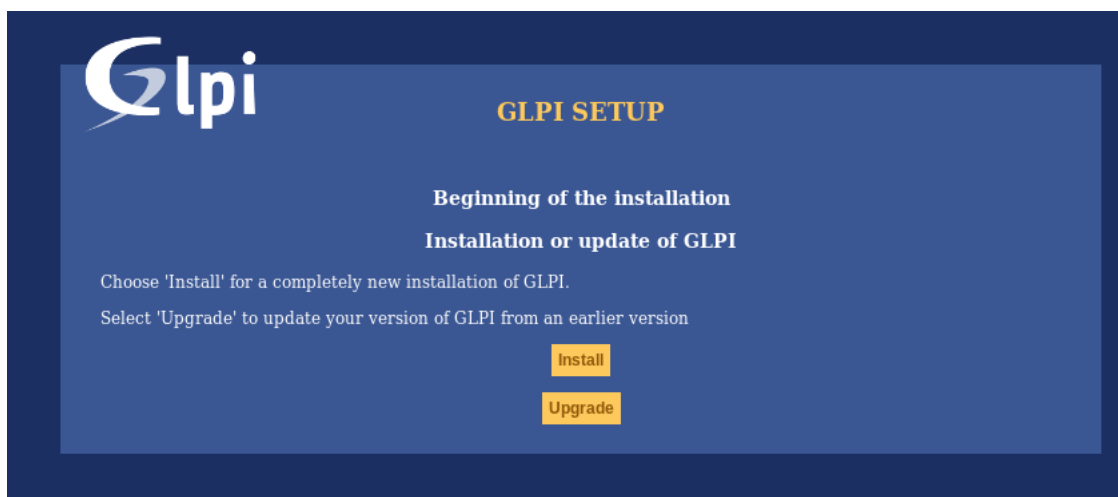 Glpi
GLPI SETUP
Beginning of the installation
Installation or update of GLPI
Choose 'Install' for a completely new installation of GLPI.
Select 'Upgrade' to update your version of GLPI from an earlier version
Install
Upgrade